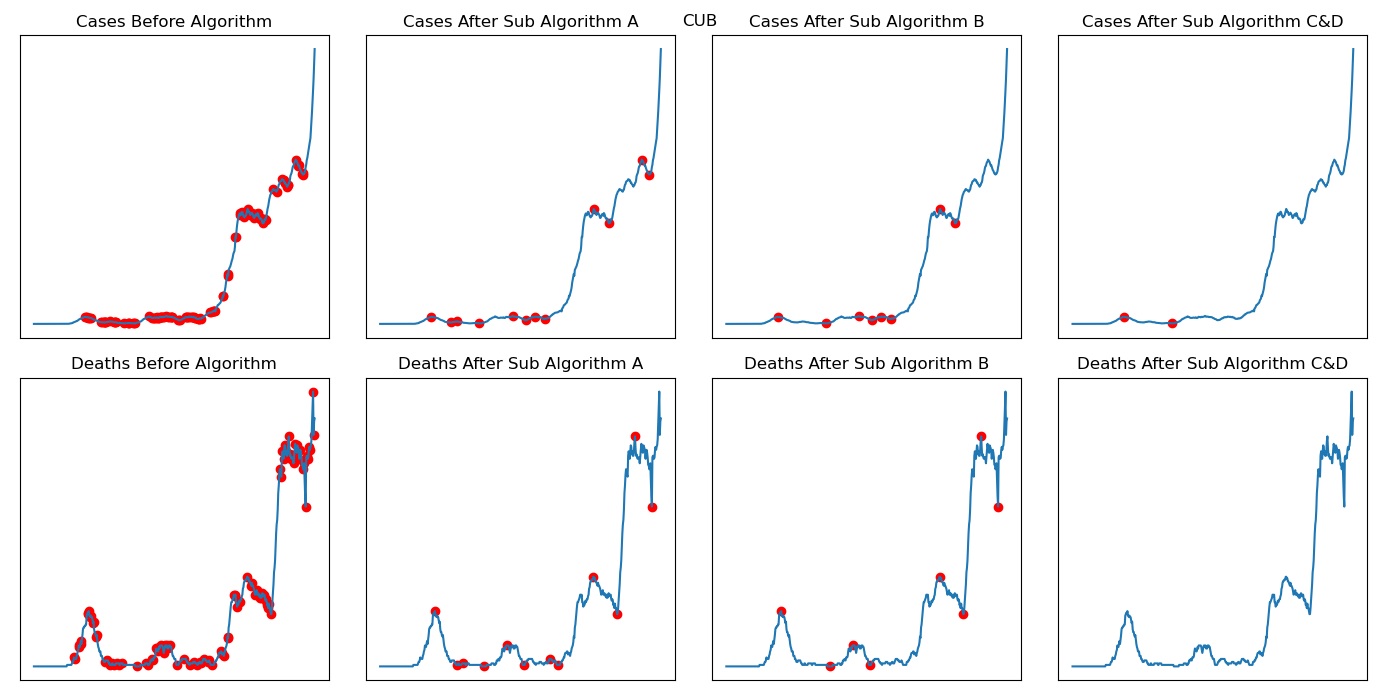 CUB
Cases Before Algorithm
Cases After Sub Algorithm A
Cases After Sub Algorithm B
Cases After Sub Algorithm C&D
Deaths Before Algorithm
Deaths After Sub Algorithm A
Deaths After Sub Algorithm B
Deaths After Sub Algorithm C&D